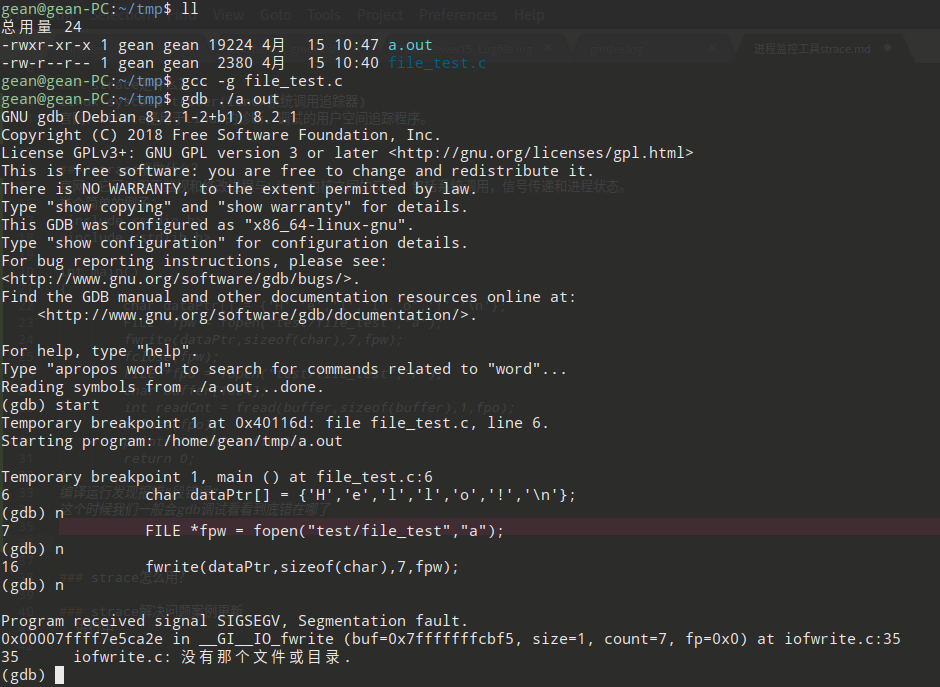 gean@gean-PC:~/tmp$ ll
总用量 24
-rwxr-xr-x 1 gean gean 19224 4月  15 10:47 a.out
-rw-r--r-- 1 gean gean  2380 4月  15 10:40 file_test.c
gean@gean-PC:~/tmp$ gcc -g file_test.c
gean@gean-PC:~/tmp$ gdb ./a.out
GNU gdb (Debian 8.2.1-2+b1) 8.2.1
Copyright (C) 2018 Free Software Foundation, Inc.
License GPLv3+: GNU GPL version 3 or later <http://gnu.org/licenses/gpl.html>
This is free software: you are free to change and redistribute it.
There is NO WARRANTY, to the extent permitted by law.
Type "show copying" and "show warranty" for details.
This GDB was configured as "x86_64-linux-gnu".
Type "show configuration" for configuration details.
For bug reporting instructions, please see:
<http://www.gnu.org/software/gdb/bugs/>.
Find the GDB manual and other documentation resources online at:
    <http://www.gnu.org/software/gdb/documentation/>.
For help, type "help".
Type "apropos word" to search for commands related to "word"...
Reading symbols from ./a.out...done.
(gdb) start
Temporary breakpoint 1 at 0x40116d: file file_test.c, line 6.
Starting program: /home/gean/tmp/a.out
Temporary breakpoint 1, main () at file_test.c:6
6               char dataPtr[] = {'H','e','l','l','o','!','\n'};
(gdb) n
7               FILE *fpw = fopen("test/file_test","a");
(gdb) n
16              fwrite(dataPtr,sizeof(char),7,fpw);
(gdb) n
Program received signal SIGSEGV, Segmentation fault.
0x00007ffff7e5ca2e in __GI__IO_fwrite (buf=0x7fffffffcbf5, size=1, count=7, fp=0x0) at iofwrite.c:35
35      iofwrite.c: 没有那个文件或目录.
(gdb)